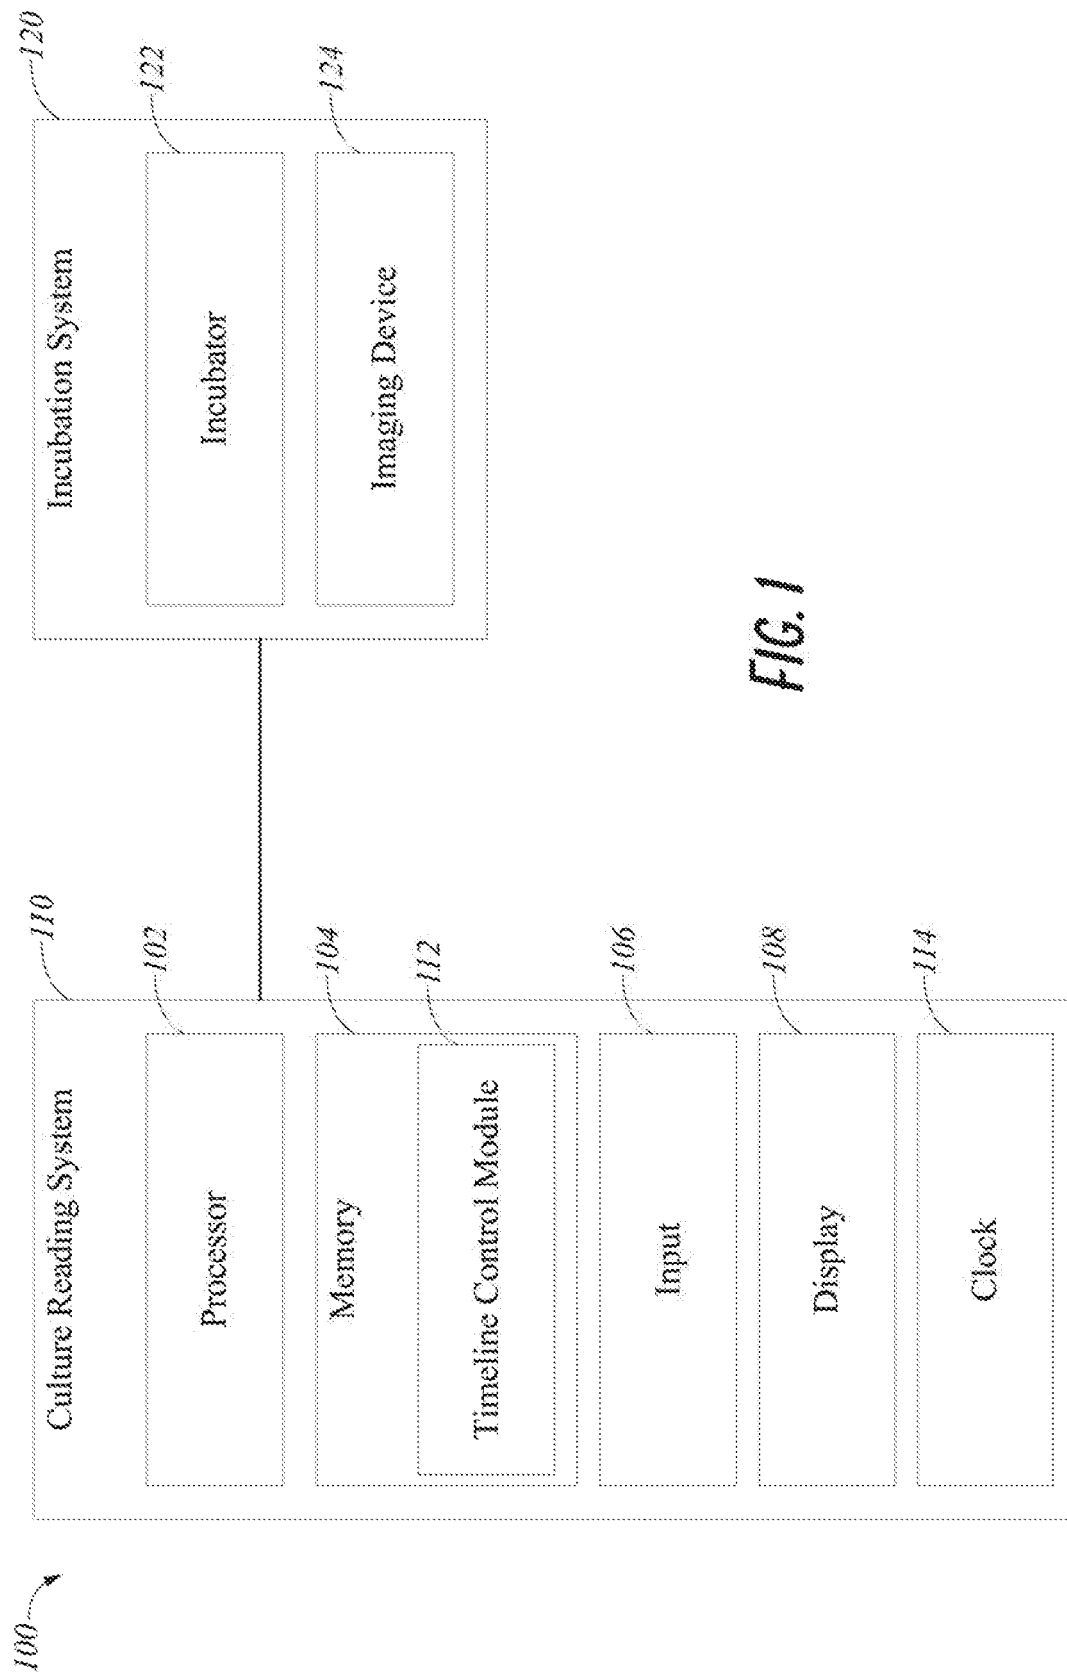 100
110
Culture Reading System
102
Processor
104
Memory
112
Timeline Control Module
106
Input
108
Display
114
Clock
120
Incubation System
122
Incubator
124
Imaging Device
FIG. 1